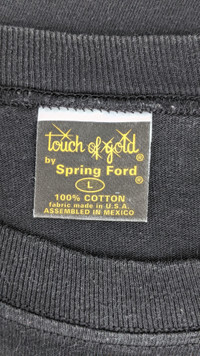 touch of gold®
by
Spring Ford®
L
100% COTTON
fabric made in U.S.A.
ASSEMBLED IN MEXICO